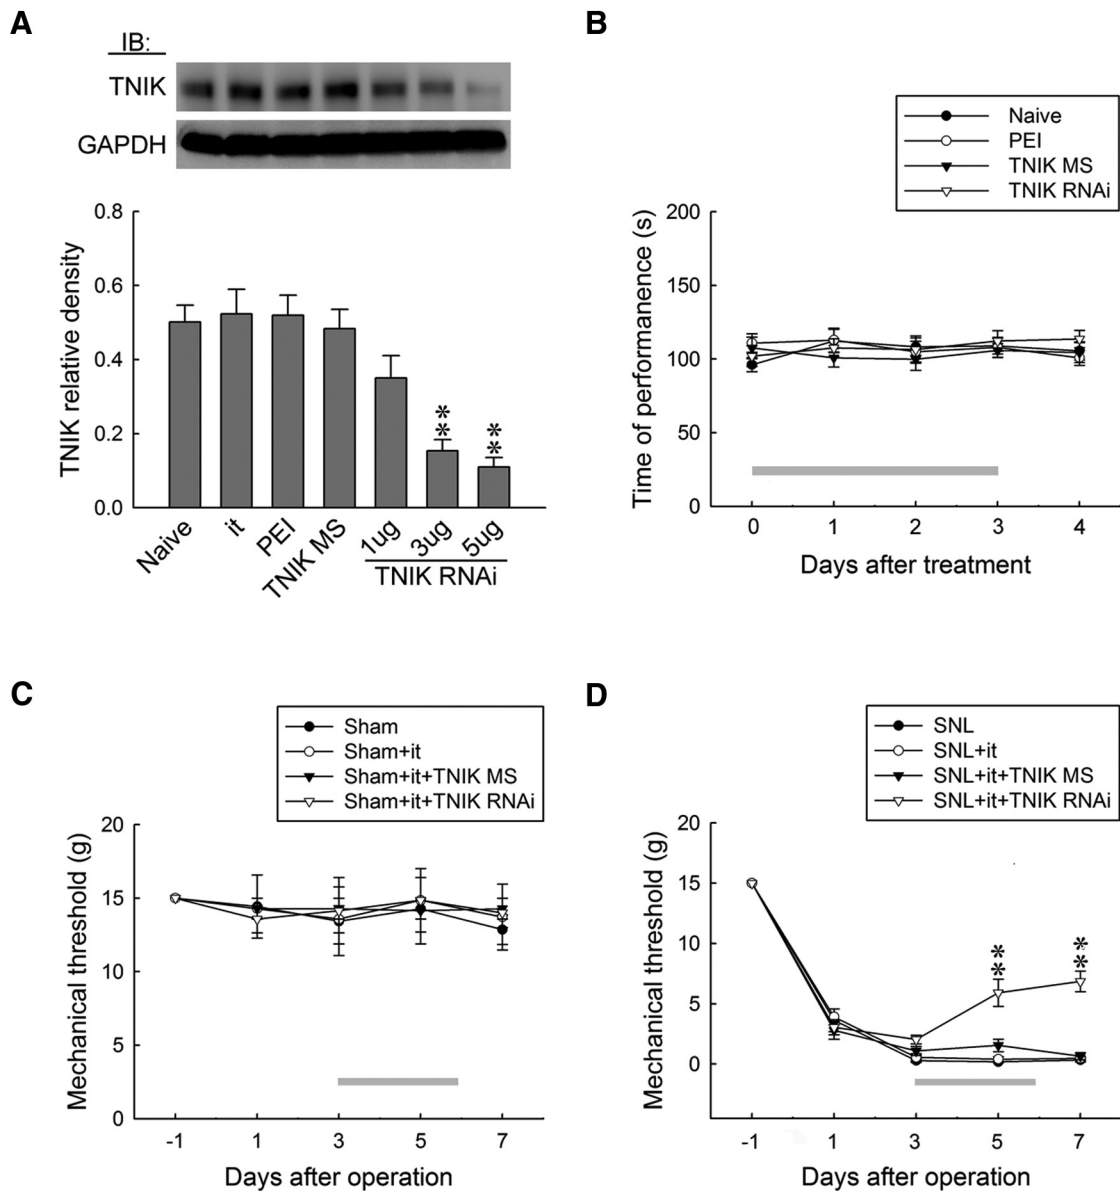 A
IB:
TNIK
GAPDH
TNIK relative density
0.8
0.6
0.4
0.2
0.0
**
**
Naive
it
PEI
TNIK MS
1ug
3ug
5ug
TNIK RNAi
B
Naive
PEI
TNIK MS
TNIK RNAi
Time of performanence (s)
200
150
100
50
0
0 1 2 3 4
Days after treatment
C
Sham
Sham+it
Sham+it+TNIK MS
Sham+it+TNIK RNAi
Mechanical threshold (g)
20
15
10
5
0
-1 1 3 5 7
Days after operation
D
SNL
SNL+it
SNL+it+TNIK MS
SNL+it+TNIK RNAi
Mechanical threshold (g)
20
15
10
5
0
**
**
-1 1 3 5 7
Days after operation